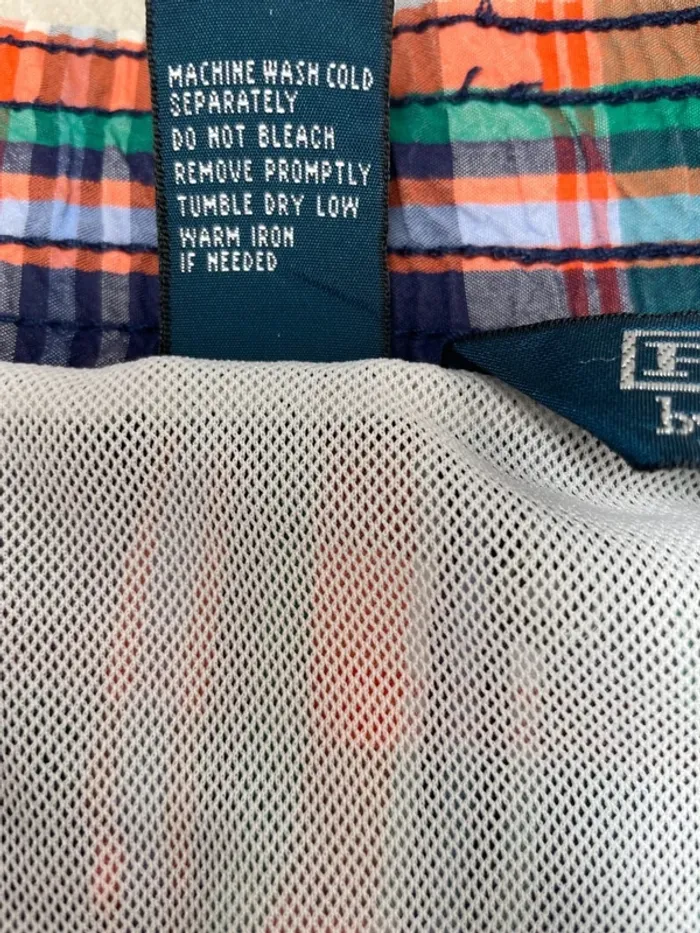 MACHINE WASH COLD
SEPARATELY
DO NOT BLEACH
REMOVE PROMPTLY
TUMBLE DRY LOW
WARM IRON
IF NEEDED